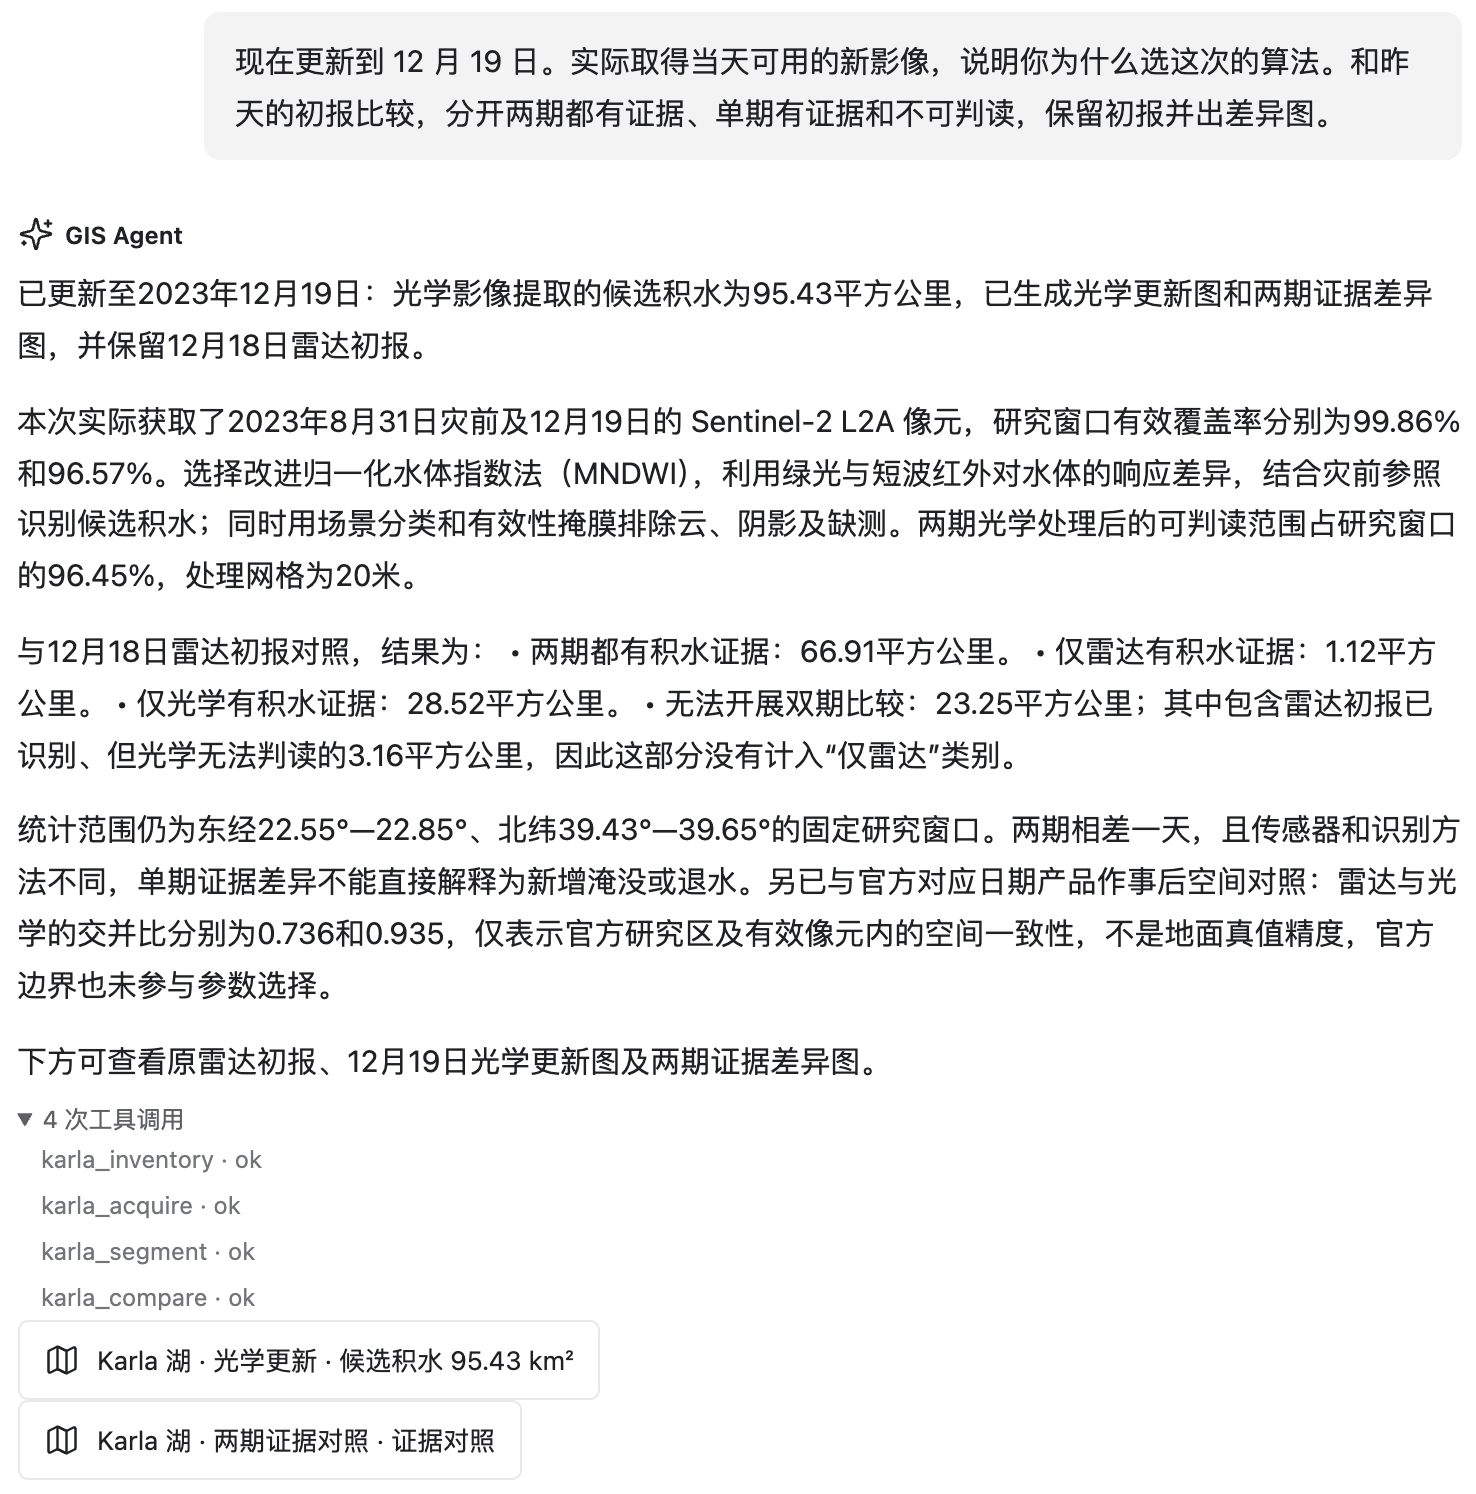 现在更新到 12 月 19 日。实际取得当天可用的新影像，说明你为什么选这次的算法。和昨
天的初报比较，分开两期都有证据、单期有证据和不可判读，保留初报并出差异图。
GIS Agent
已更新至2023年12月19日：光学影像提取的候选积水为95.43平方公里，已生成光学更新图和两期证据差异
图，并保留12月18日雷达初报。
本次实际获取了2023年8月31日灾前及12月19日的 Sentinel-2 L2A 像元，研究窗口有效覆盖率分别为99.86%
和96.57%。选择改进归一化水体指数法（MNDWI），利用绿光与短波红外对水体的响应差异，结合灾前参照
识别候选积水；同时用场景分类和有效性掩膜排除云、阴影及缺测。两期光学处理后的可判读范围占研究窗口
的96.45%，处理网格为20米。
与12月18日雷达初报对照，结果为： • 两期都有积水证据：66.91平方公里。 • 仅雷达有积水证据：1.12平方
公里。 • 仅光学有积水证据：28.52平方公里。 • 无法开展双期比较：23.25平方公里；其中包含雷达初报已
识别、但光学无法判读的3.16平方公里，因此这部分没有计入“仅雷达”类别。
统计范围仍为东经22.55°—22.85°、北纬39.43°—39.65°的固定研究窗口。两期相差一天，且传感器和识别方
法不同，单期证据差异不能直接解释为新增淹没或退水。另已与官方对应日期产品作事后空间对照：雷达与光
学的交并比分别为0.736和0.935，仅表示官方研究区及有效像元内的空间一致性，不是地面真值精度，官方
边界也未参与参数选择。
下方可查看原雷达初报、12月19日光学更新图及两期证据差异图。
▼ 4 次工具调用
karla_inventory · ok
karla_acquire · ok
karla_segment · ok
karla_compare · ok
Karla 湖 · 光学更新 · 候选积水 95.43 km²
Karla 湖 · 两期证据对照 · 证据对照